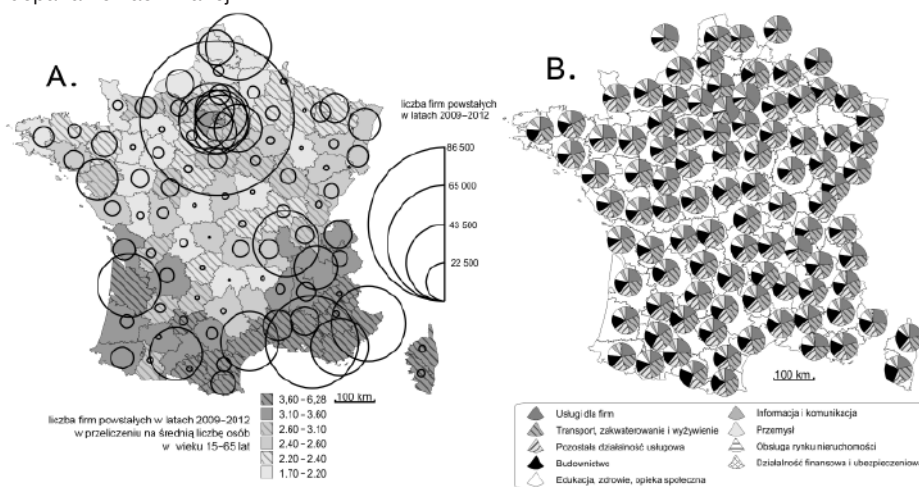 A.
B.
liczba firm powstałych
w latach 2009–2012
86 500
65 000
43 500
22 500
100 km
100 km
liczba firm powstałych w latach 2009–2012
w przeliczeniu na średnią liczbę osób
w wieku 15–65 lat
3,60 – 6,28
3.10 – 3.60
2.60 – 3.10
2.40 – 2.60
2.20 – 2.40
1.70 – 2.20
Usługi dla firm
Transport, zakwaterowanie i wyżywienie
Pozostała działalność usługowa
Budownictwo
Edukacja, zdrowie, opieka społeczna
Informacja i komunikacja
Przemysł
Obsługa rynku nieruchomości
Działalność finansowa i ubezpieczeniowa